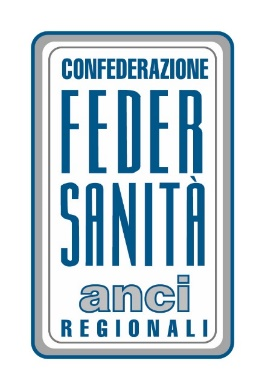 CONFEDERAZIONE
FEDER
SANITÀ
anci
REGIONALI